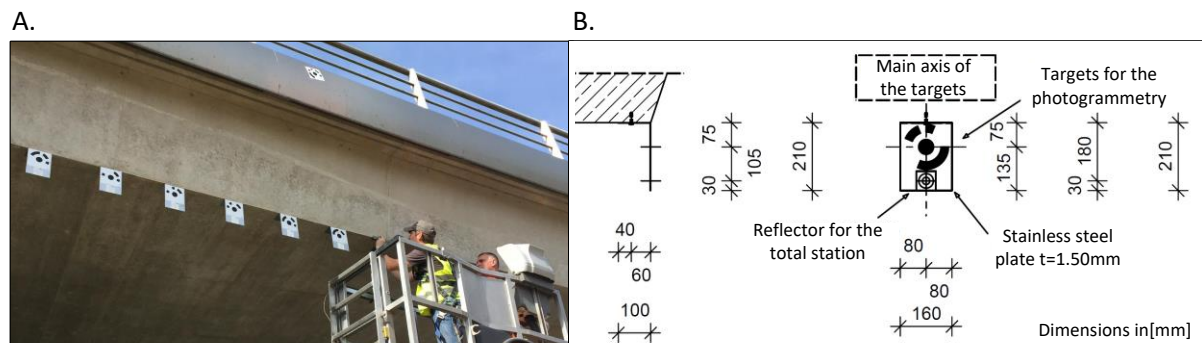 A.
B.
Main axis of
the targets
Targets for the
photogrammetry
75
105
30
210
75
135
180
30
210
Reflector for the
total station
Stainless steel
plate t=1.50mm
40
60
100
80
80
160
Dimensions in[mm]